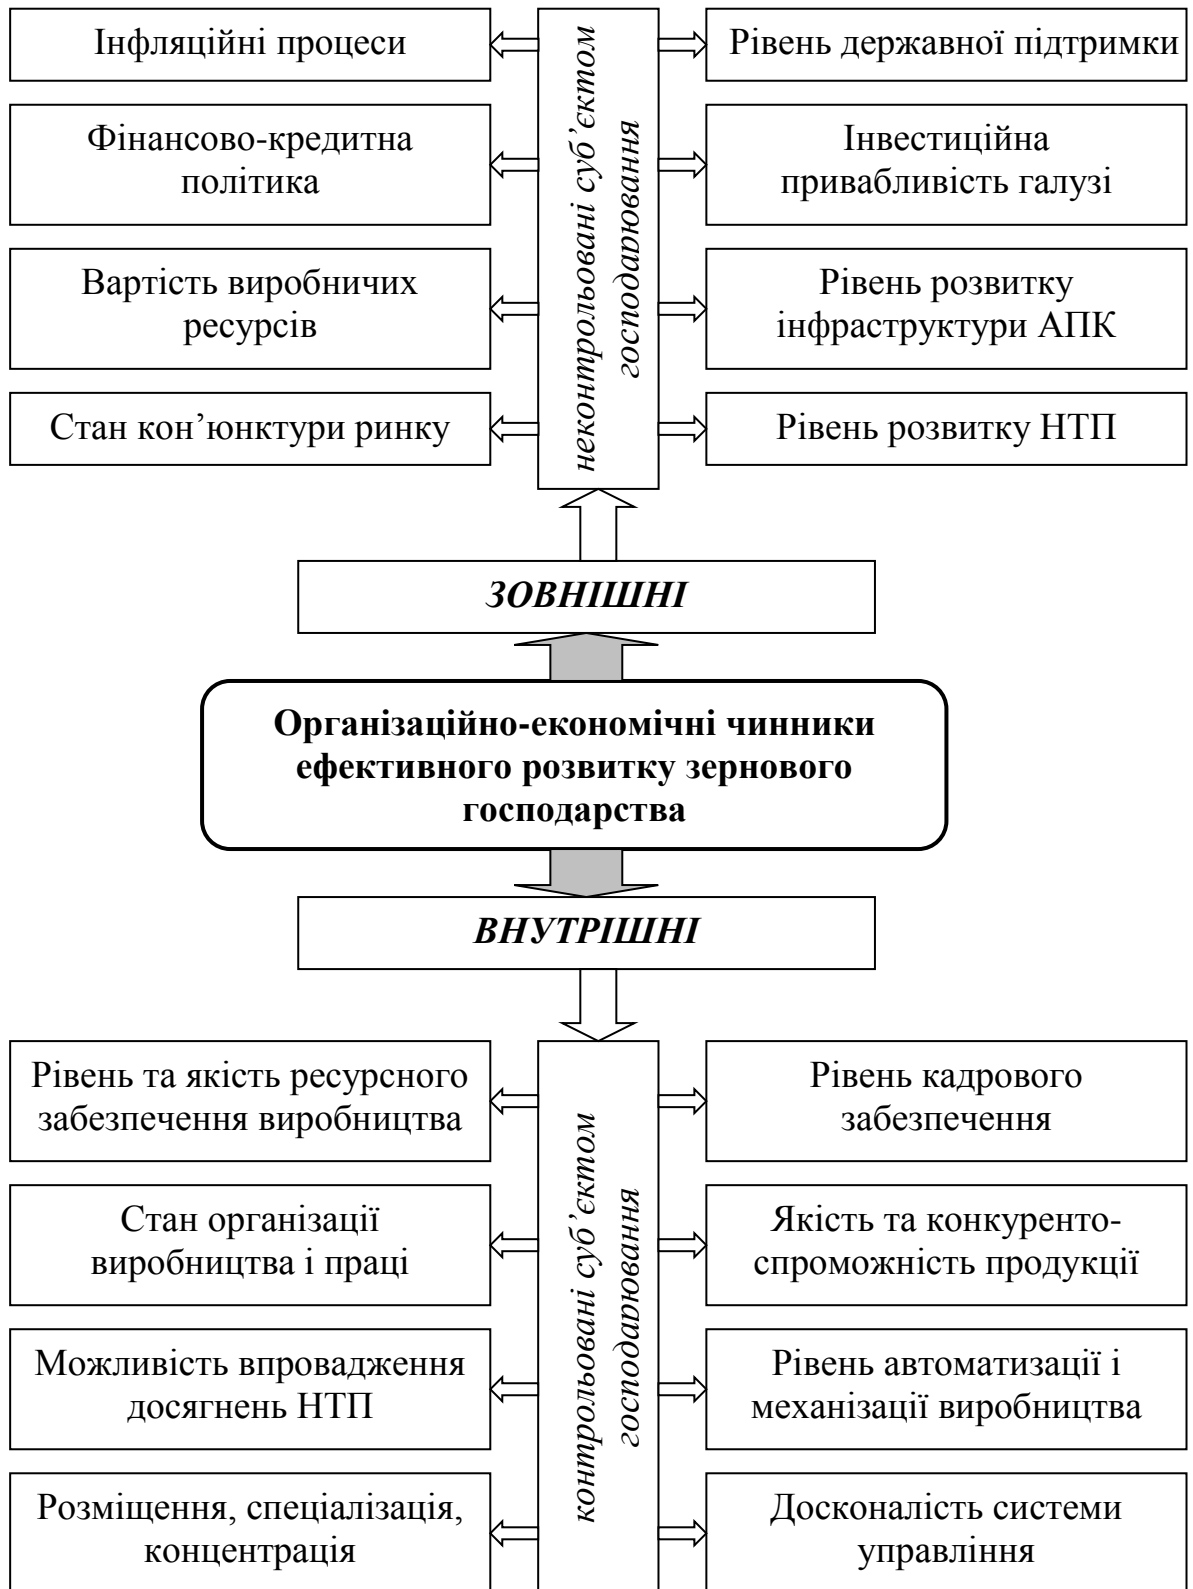 Інфляційні процеси
Рівень державної підтримки
Фінансово-кредитна
політика
Інвестиційна
привабливість галузі
Вартість виробничих
ресурсів
Рівень розвитку
інфраструктури АПК
Стан кон’юнктури ринку
Рівень розвитку НТП
неконтрольовані суб’єктом
господарювання
ЗОВНІШНІ
Організаційно-економічні чинники
ефективного розвитку зернового
господарства
ВНУТРІШНІ
Рівень та якість ресурсного
забезпечення виробництва
Рівень кадрового
забезпечення
Стан організації
виробництва і праці
Якість та конкуренто-
спроможність продукції
Можливість впровадження
досягнень НТП
Рівень автоматизації і
механізації виробництва
Розміщення, спеціалізація,
концентрація
Досконалість системи
управління
контрольовані суб’єктом
господарювання